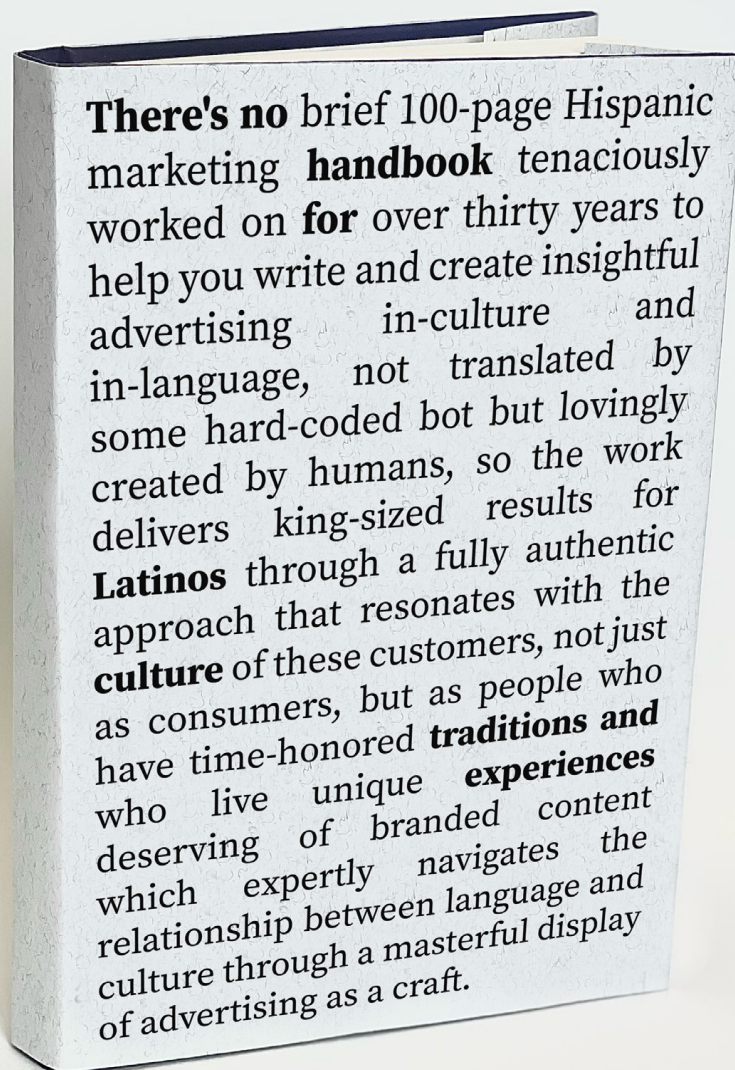 There's no brief 100-page Hispanic
marketing handbook tenaciously
worked on for over thirty years to
help you write and create insightful
advertising in-culture and
in-language, not translated by
some hard-coded bot but lovingly
created by humans, so the work
delivers king-sized results for
Latinos through a fully authentic
approach that resonates with the
culture of these customers, not just
as consumers, but as people who
have time-honored traditions and
who live unique experiences
deserving of branded content
which expertly navigates the
relationship between language and
culture through a masterful display
of advertising as a craft.